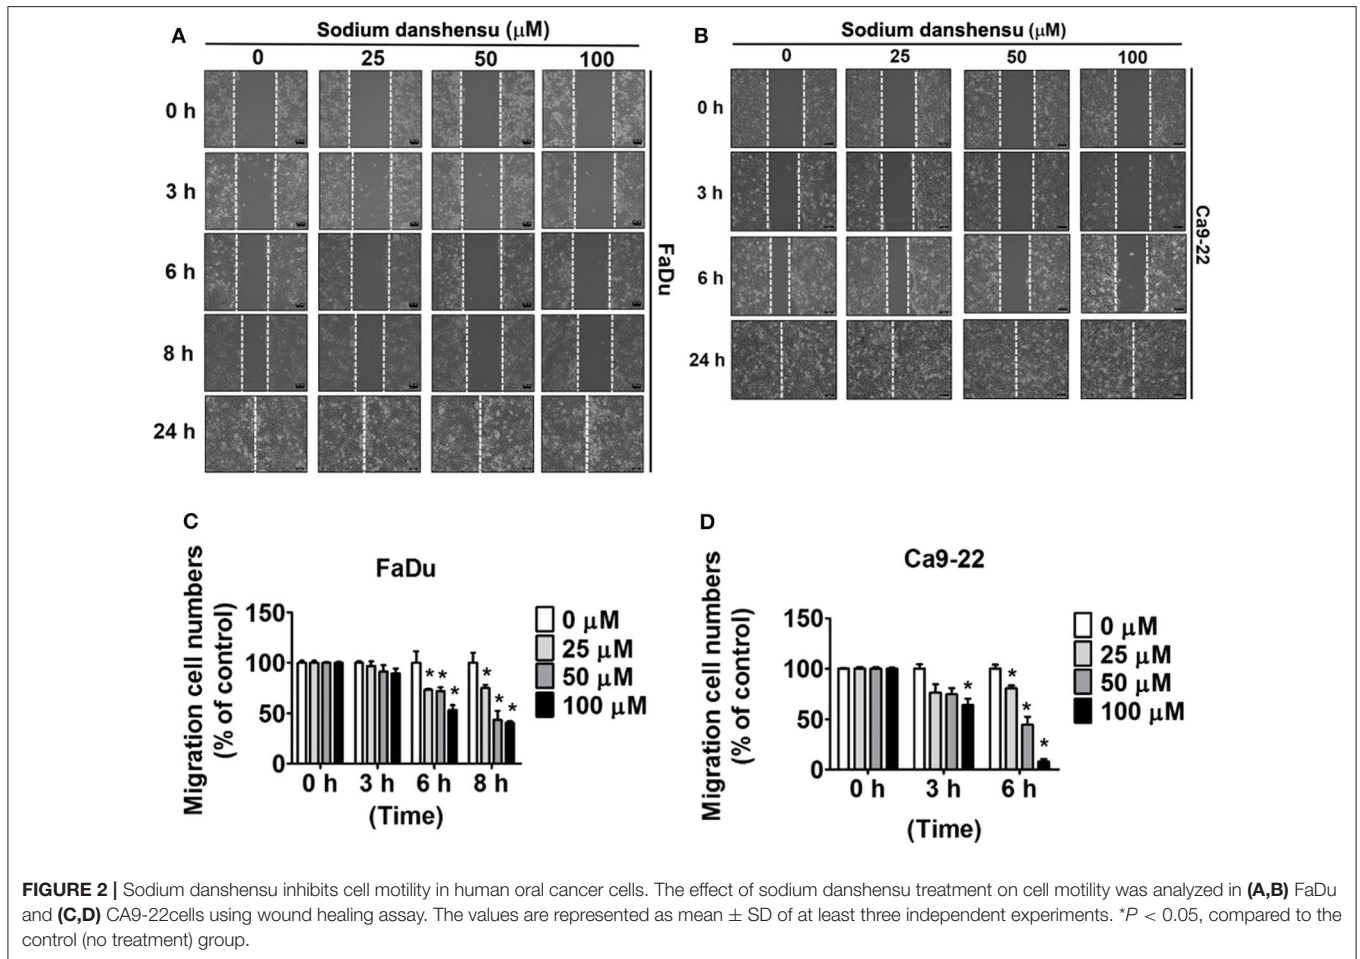 A
Sodium danshensu (μM)
0 25 50 100
0 h
3 h
6 h
8 h
24 h
FaDu
B
Sodium danshensu (μM)
0 25 50 100
0 h
3 h
6 h
24 h
Ca9-22
C
FaDu
Migration cell numbers
(% of control)
150
100
50
0
* * *
* * *
0 h 3 h 6 h 8 h
(Time)
0 μM
25 μM
50 μM
100 μM
D
Ca9-22
Migration cell numbers
(% of control)
150
100
50
0
*
* * *
0 h 3 h 6 h
(Time)
0 μM
25 μM
50 μM
100 μM
FIGURE 2 | Sodium danshensu inhibits cell motility in human oral cancer cells. The effect of sodium danshensu treatment on cell motility was analyzed in (A,B) FaDu
and (C,D) CA9-22cells using wound healing assay. The values are represented as mean ± SD of at least three independent experiments. *P < 0.05, compared to the
control (no treatment) group.